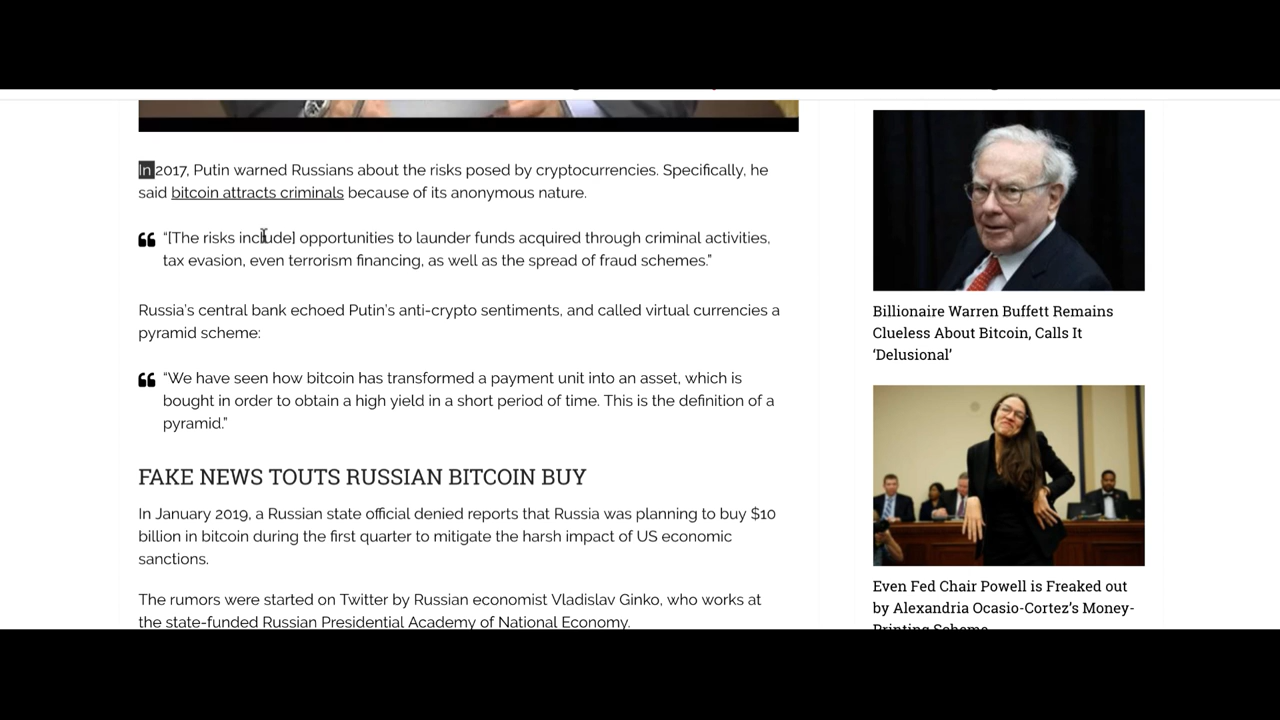 In 2017, Putin warned Russians about the risks posed by cryptocurrencies. Specifically, he
said bitcoin attracts criminals because of its anonymous nature.
“[The risks include] opportunities to launder funds acquired through criminal activities,
tax evasion, even terrorism financing, as well as the spread of fraud schemes.”
Russia’s central bank echoed Putin’s anti-crypto sentiments, and called virtual currencies a
pyramid scheme:
“We have seen how bitcoin has transformed a payment unit into an asset, which is
bought in order to obtain a high yield in a short period of time. This is the definition of a
pyramid.”
FAKE NEWS TOUTS RUSSIAN BITCOIN BUY
In January 2019, a Russian state official denied reports that Russia was planning to buy $10
billion in bitcoin during the first quarter to mitigate the harsh impact of US economic
sanctions.
The rumors were started on Twitter by Russian economist Vladislav Ginko, who works at
the state-funded Russian Presidential Academy of National Economy.
Billionaire Warren Buffett Remains
Clueless About Bitcoin, Calls It
‘Delusional’
Even Fed Chair Powell is Freaked out
by Alexandria Ocasio-Cortez’s Money-
Printing Scheme